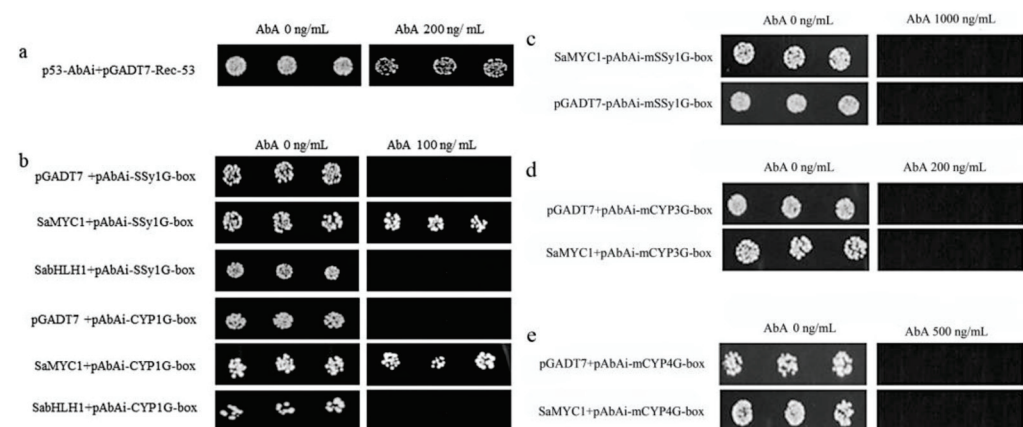 a
AbA 0 ng/mL
AbA 200 ng/ mL
p53-AbAi+pGADT7-Rec-53
b
AbA 0 ng/mL
AbA 100 ng/ mL
pGADT7 +pAbAi-SSy1G-box
SaMYC1+pAbAi-SSy1G-box
SabHLH1+pAbAi-SSy1G-box
pGADT7 +pAbAi-CYP1G-box
SaMYC1+pAbAi-CYP1G-box
SabHLH1+pAbAi-CYP1G-box
c
AbA 0 ng/mL
AbA 1000 ng/mL
SaMYC1-pAbAi-mSSy1G-box
pGADT7-pAbAi-mSSy1G-box
d
AbA 0 ng/mL
AbA 200 ng/mL
pGADT7+pAbAi-mCYP3G-box
SaMYC1+pAbAi-mCYP3G-box
e
AbA 0 ng/mL
AbA 500 ng/mL
pGADT7+pAbAi-mCYP4G-box
SaMYC1+pAbAi-mCYP4G-box